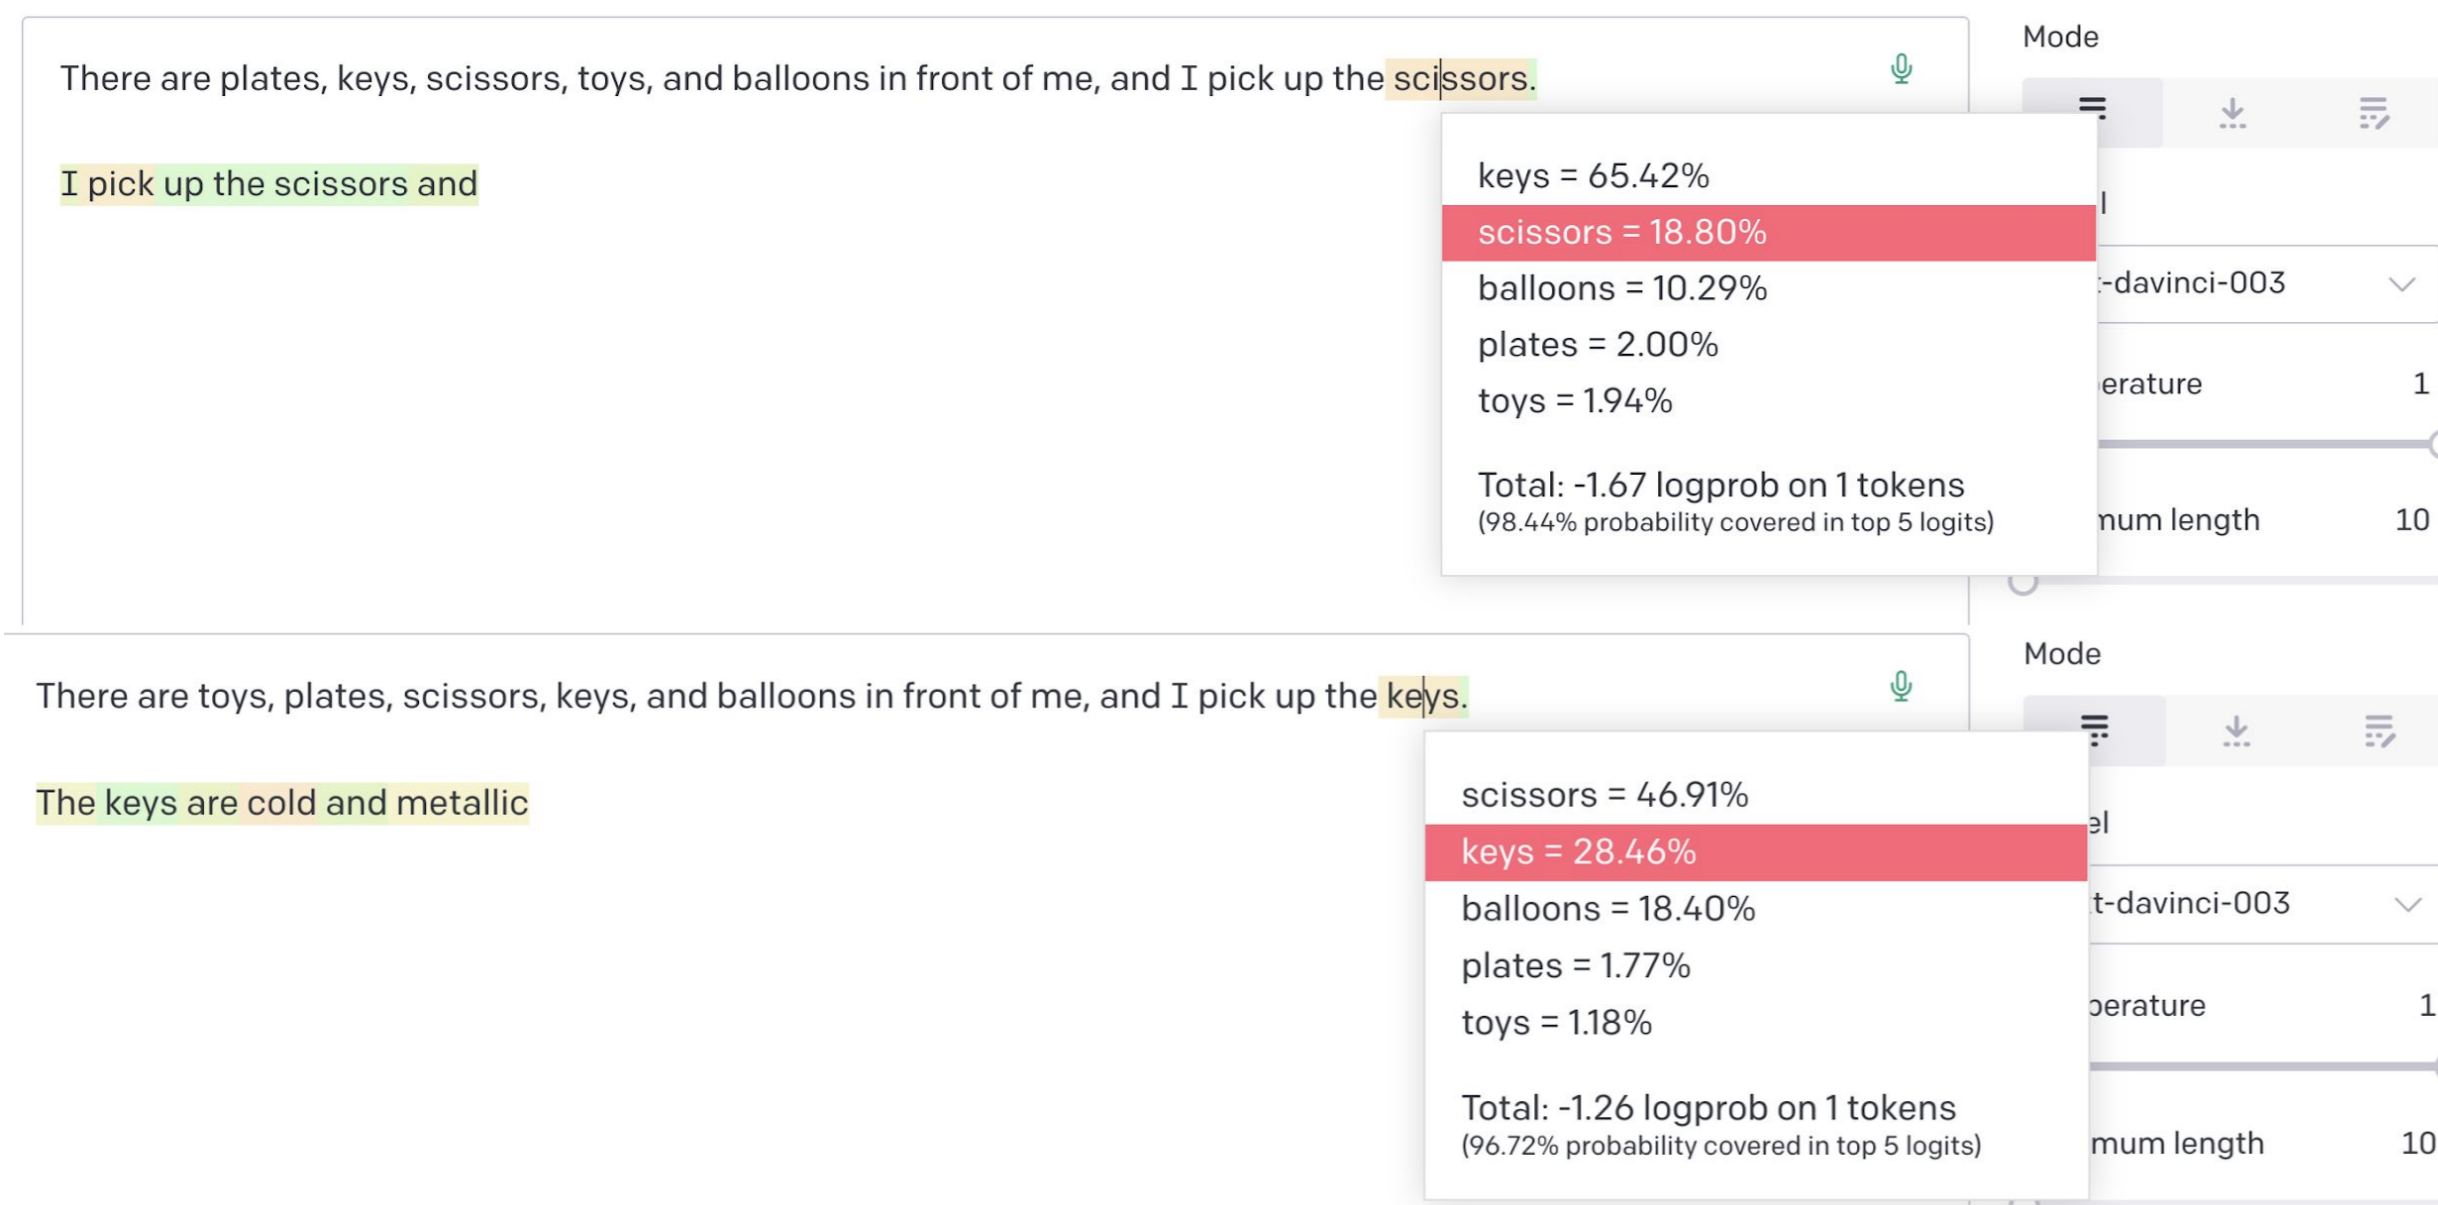 There are plates, keys, scissors, toys, and balloons in front of me, and I pick up the scissors.
I pick up the scissors and
keys = 65.42%
scissors = 18.80%
balloons = 10.29%
plates = 2.00%
toys = 1.94%
Total: -1.67 logprob on 1 tokens
(98.44% probability covered in top 5 logits)
Mode
l
-davinci-003
erature 1
mum length 10
There are toys, plates, scissors, keys, and balloons in front of me, and I pick up the keys.
The keys are cold and metallic
scissors = 46.91%
keys = 28.46%
balloons = 18.40%
plates = 1.77%
toys = 1.18%
Total: -1.26 logprob on 1 tokens
(96.72% probability covered in top 5 logits)
Mode
el
t-davinci-003
perature 1
mum length 10